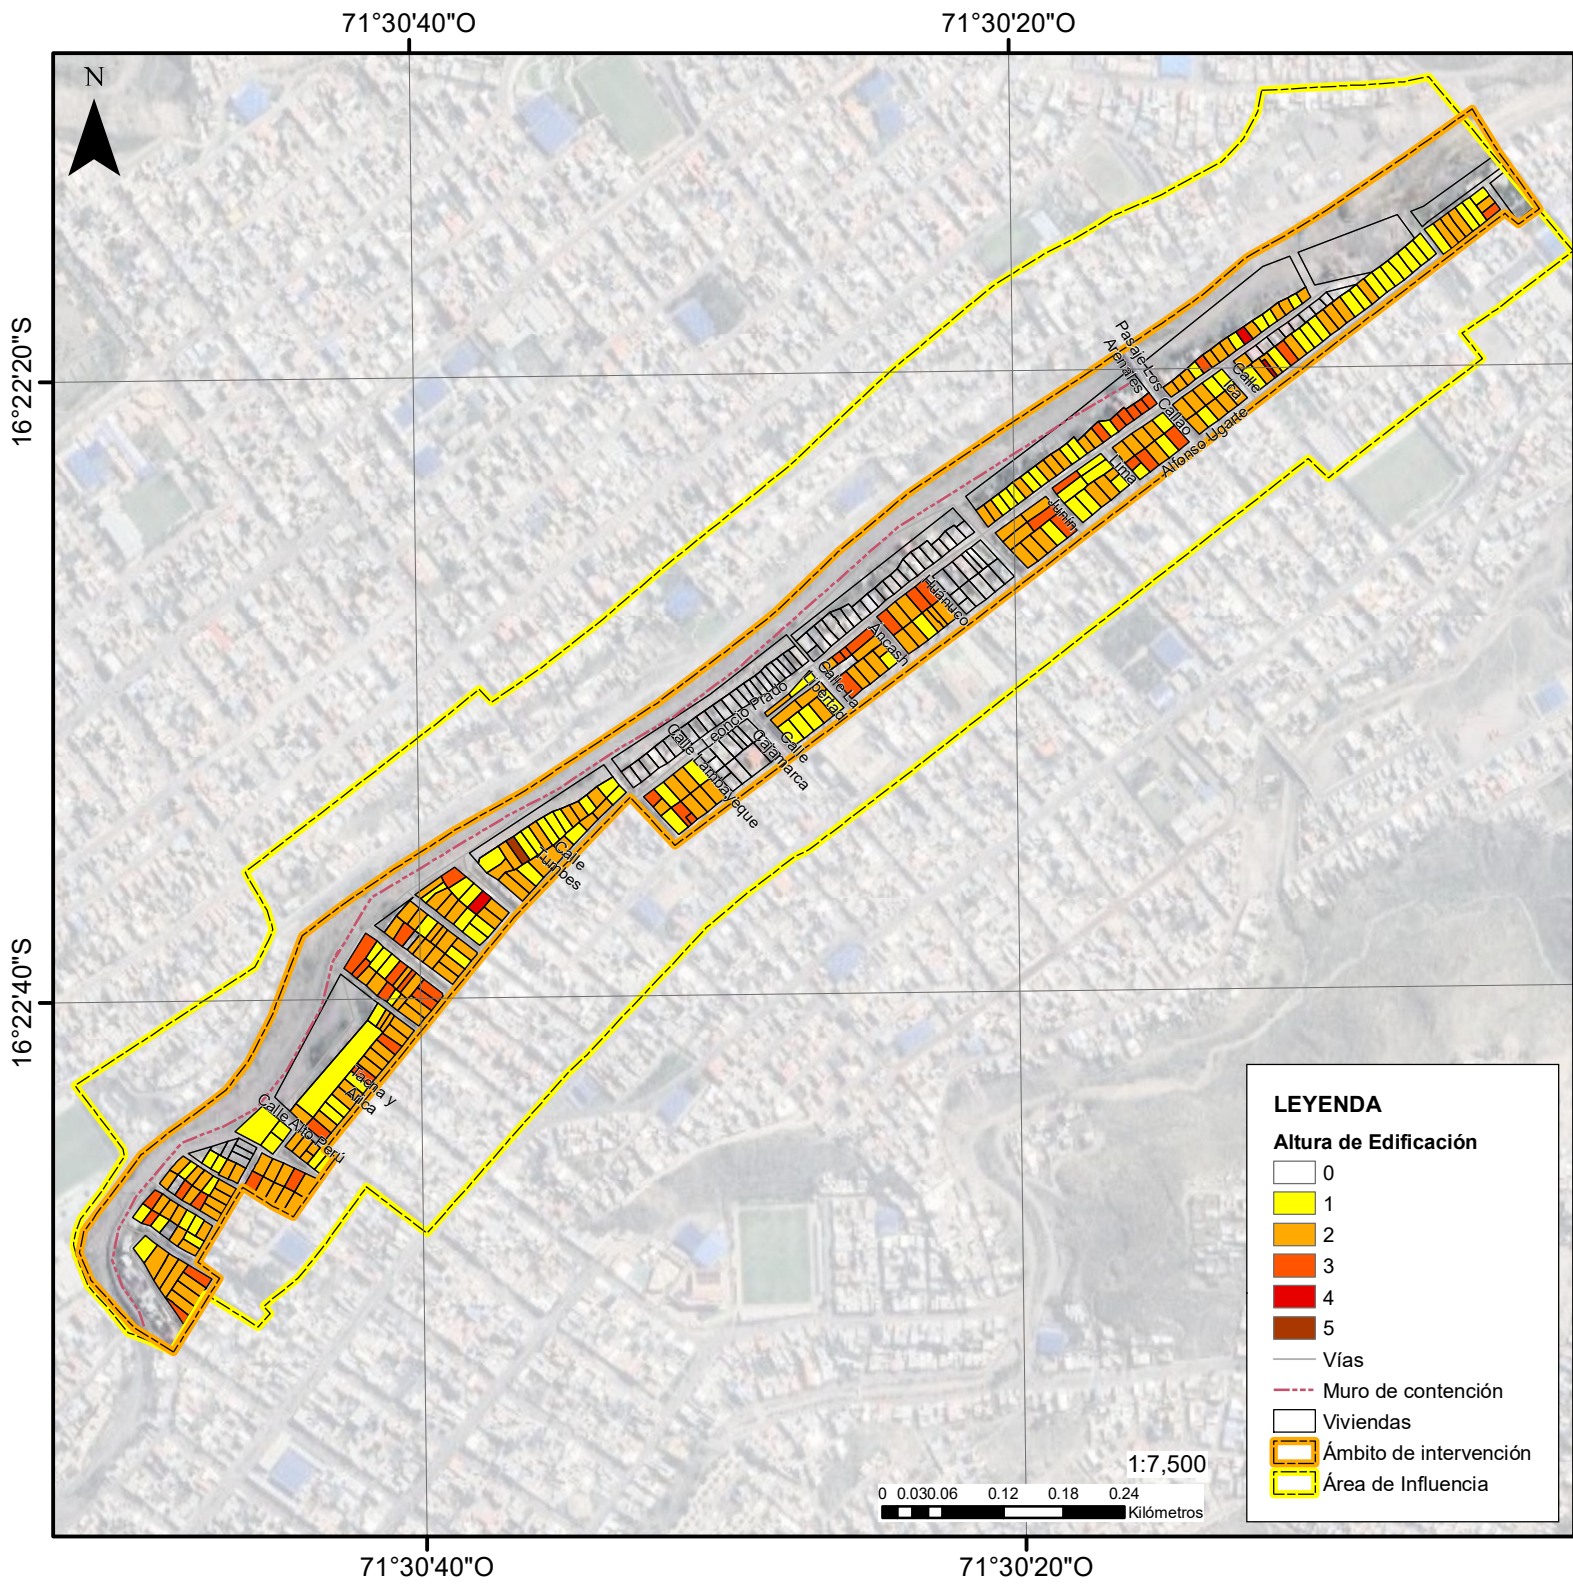 71°30'40"O
71°30'20"O
N
16°22'20"S
16°22'40"S
Pasaje Los
Arenales
Calle
Ica
Callao
Alfonso Ugarte
Lima
Junín
Huánuco
Ancash
Calle La
Libertad
Leoncio Prado
Calle
Cajamarca
Calle Lambayeque
Calle
Tumbes
Tacna y
Arica
Calle Alto Perú
LEYENDA
Altura de Edificación
0
1
2
3
4
5
Vías
Muro de contención
Viviendas
Ámbito de intervención
Área de Influencia
1:7,500
0 0.030.06 0.12 0.18 0.24
Kilómetros
71°30'40"O
71°30'20"O